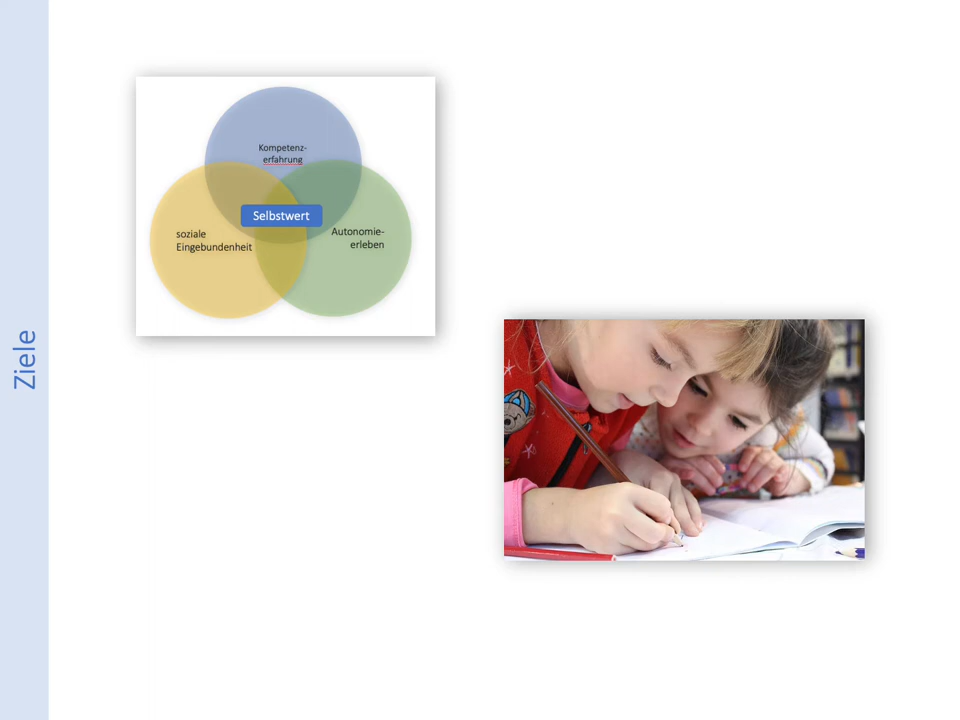 Ziele
Kompetenz-
erfahrung
Selbstwert
soziale
Eingebundenheit
Autonomie-
erleben